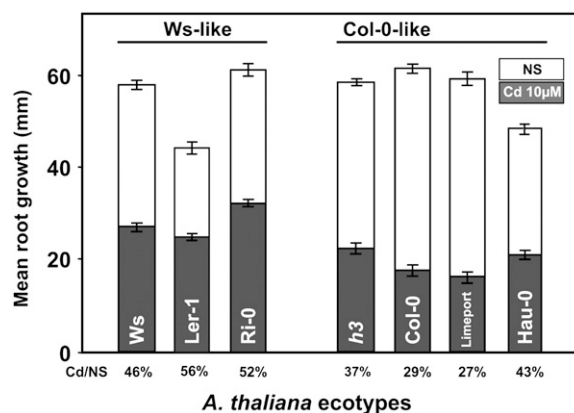 Ws-like Col-0-like
60
NS
Cd 10µM
40
20
0
Mean root growth (mm)
Ws
Ler-1
Ri-0
h3
Col-0
Limeport
Hau-0
Cd/NS 46% 56% 52% 37% 29% 27% 43%
A. thaliana ecotypes